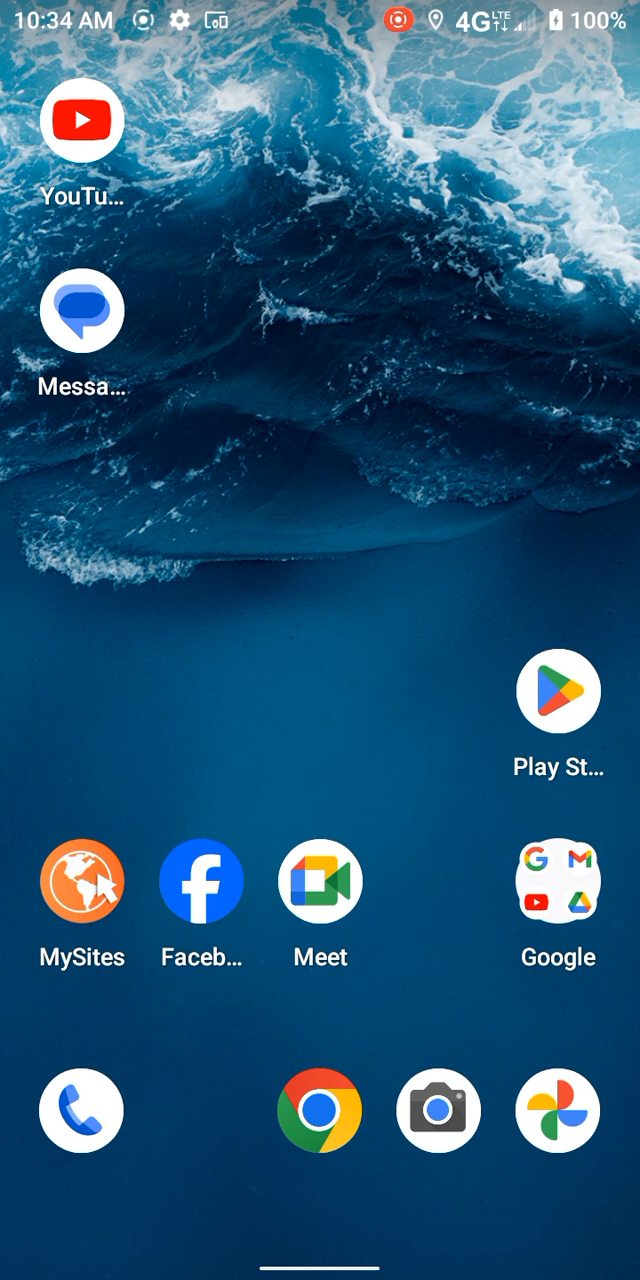 10:34 AM 4G LTE 100%
YouTu…
Messa…
Play St…
MySites Faceb… Meet Google